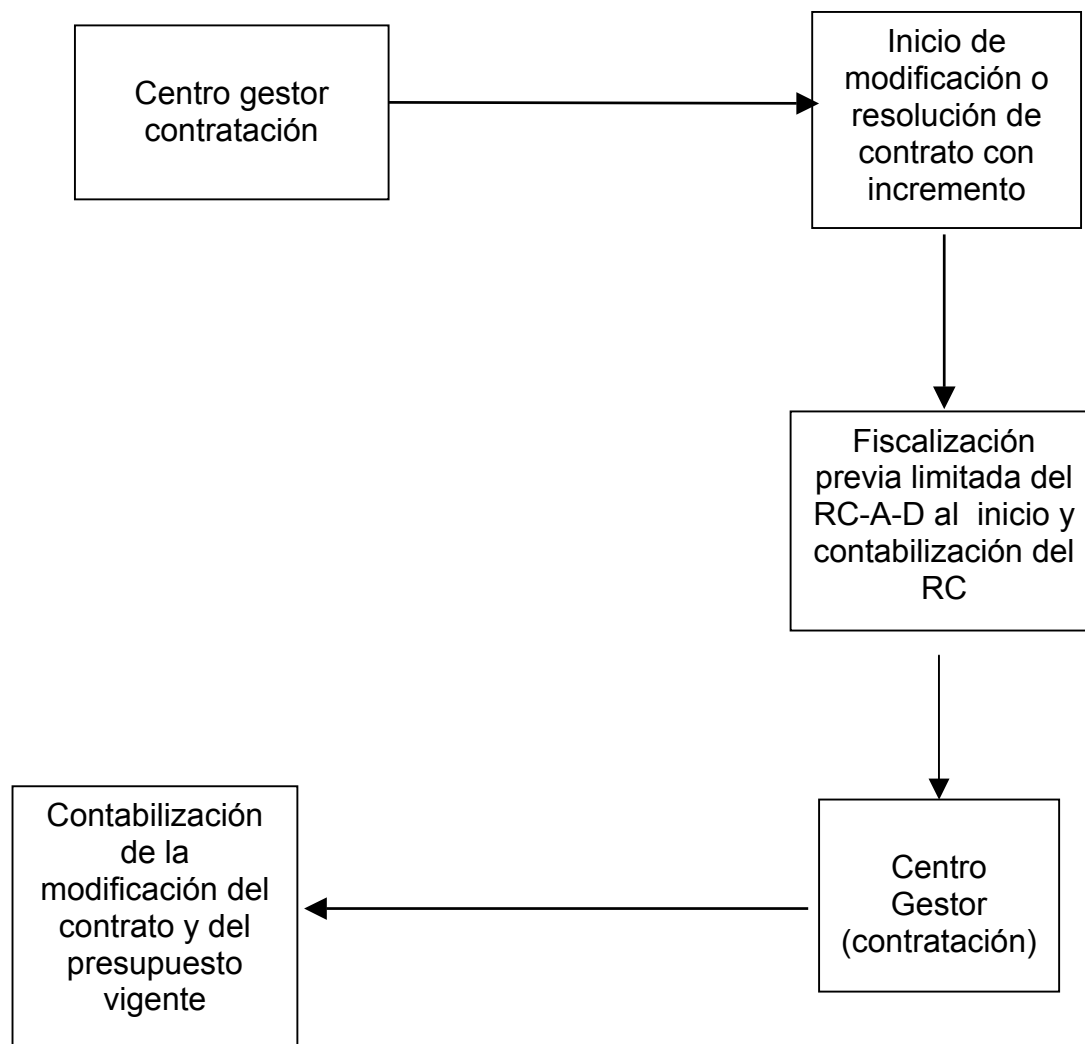 Centro gestor
contratación
Inicio de
modificación o
resolución de
contrato con
incremento
Fiscalización
previa limitada del
RC-A-D al  inicio y
contabilización del
RC
Centro
Gestor
(contratación)
Contabilización
de la
modificación del
contrato y del
presupuesto
vigente